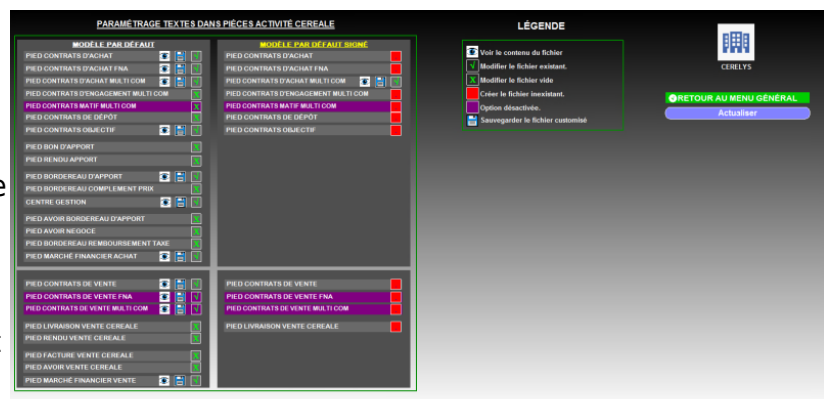 PARAMÉTRAGE TEXTES DANS PIÈCES ACTIVITÉ CEREALE
MODÈLE PAR DÉFAUT
PIED CONTRATS D'ACHAT
PIED CONTRATS D'ACHAT FNA
PIED CONTRATS D'ACHAT MULTI COM
PIED CONTRATS D'ENGAGEMENT MULTI COM
PIED CONTRATS MATIF MULTI COM
PIED CONTRATS DE DÉPÔT
PIED CONTRATS OBJECTIF
PIED BON D'APPORT
PIED RENDU APPORT
PIED BORDEREAU D'APPORT
PIED BORDEREAU COMPLEMENT PRIX
CENTRE GESTION
PIED AVOIR BORDEREAU D'APPORT
PIED AVOIR NEGOCE
PIED BORDEREAU REMBOURSEMENT TAXE
PIED MARCHÉ FINANCIER ACHAT
PIED CONTRATS DE VENTE
PIED CONTRATS DE VENTE FNA
PIED CONTRATS DE VENTE MULTI COM
PIED LIVRAISON VENTE CEREALE
PIED RENDU VENTE CEREALE
PIED FACTURE VENTE CEREALE
PIED AVOIR VENTE CEREALE
PIED MARCHÉ FINANCIER VENTE
MODÈLE PAR DÉFAUT SIGNÉ
PIED CONTRATS D'ACHAT
PIED CONTRATS D'ACHAT FNA
PIED CONTRATS D'ACHAT MULTI COM
PIED CONTRATS D'ENGAGEMENT MULTI COM
PIED CONTRATS MATIF MULTI COM
PIED CONTRATS DE DÉPÔT
PIED CONTRATS OBJECTIF
PIED CONTRATS DE VENTE
PIED CONTRATS DE VENTE FNA
PIED CONTRATS DE VENTE MULTI COM
PIED LIVRAISON VENTE CEREALE
LÉGENDE
Voir le contenu du fichier
Modifier le fichier existant.
Modifier le fichier vide
Créer le fichier inexistant.
Option désactivée.
Sauvegarder le fichier customisé
CERELYS
RETOUR AU MENU GÉNÉRAL
Actualiser